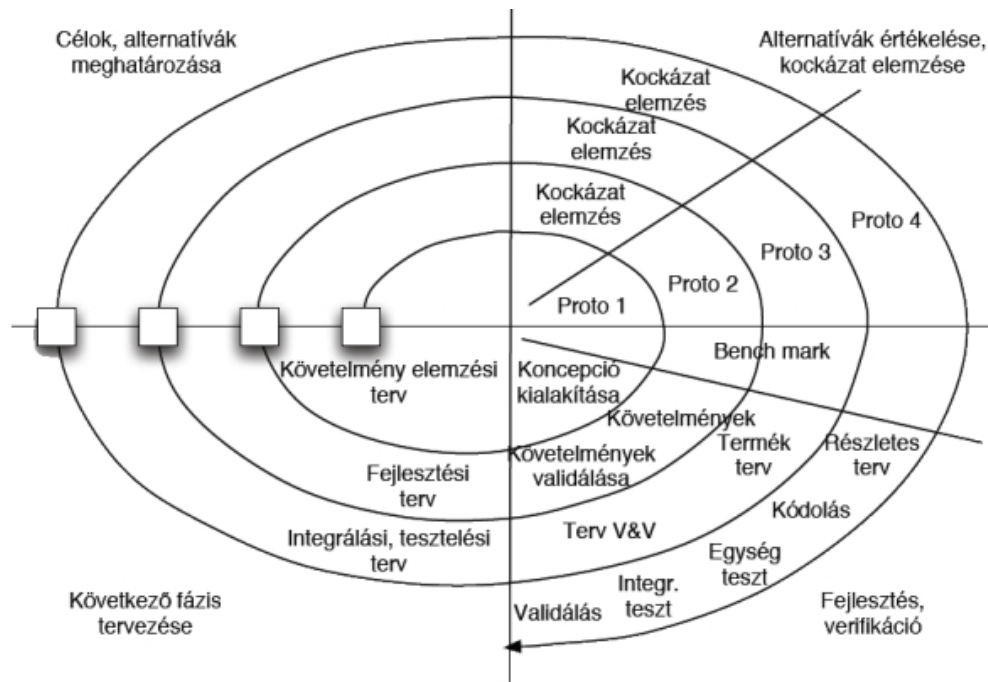 Célok, alternatívák
meghatározása
Alternatívák értékelése,
kockázat elemzése
Kockázat
elemzés
Kockázat
elemzés
Kockázat
elemzés
Proto 4
Proto 3
Proto 2
Proto 1
Bench mark
Követelmény elemzési
terv
Koncepció
kialakítása
Követelmények
Termék
terv
Részletes
terv
Követelmények
validálása
Fejlesztési
terv
Kódolás
Terv V&V
Integrálási, tesztelési
terv
Egység
teszt
Integr.
teszt
Validálás
Következő fázis
tervezése
Fejlesztés,
verifikáció